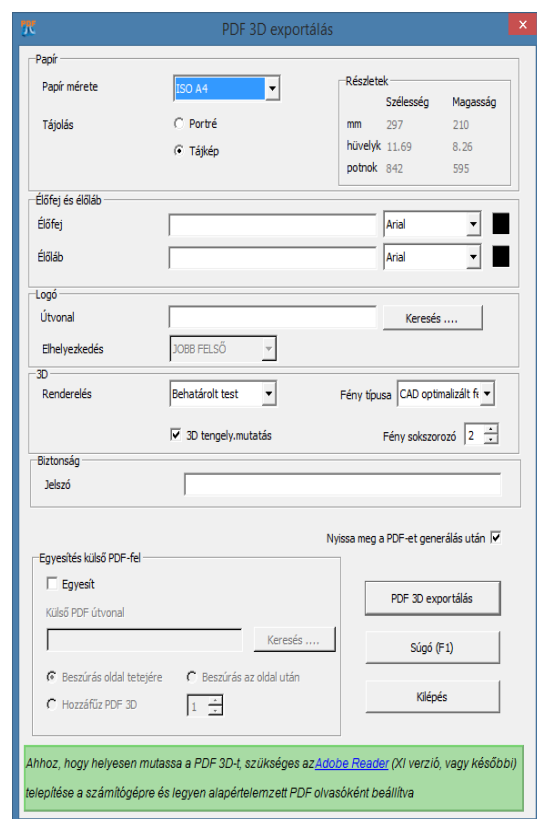 PDF 3D exportálás
Papír
Papír mérete ISO A4
Részletek
Szélesség Magasság
Tájolás Portré
mm 297 210
Tájkép
hüvelyk 11.69 8.26
potnok 842 595
Élőfej és élőláb
Élőfej Arial
Élőláb Arial
Logó
Útvonal Keresés ....
Elhelyezkedés JOBB FELSŐ
3D
Renderelés Behatárolt test Fény típusa CAD optimalizált fe
3D tengely.mutatás Fény sokszorozó 2
Biztonság
Jelszó
Nyissa meg a PDF-et generálás után
Egyesítés külső PDF-fel
Egyesít
PDF 3D exportálás
Külső PDF útvonal
Keresés ....
Súgó (F1)
Beszúrás oldal tetejére Beszúrás az oldal után
Hozzáfűz PDF 3D 1
Kilépés
Ahhoz, hogy helyesen mutassa a PDF 3D-t, szükséges azAdobe Reader (XI verzió, vagy későbbi)
telepítése a számítógépre és legyen alapértelemzett PDF olvasóként beállítva